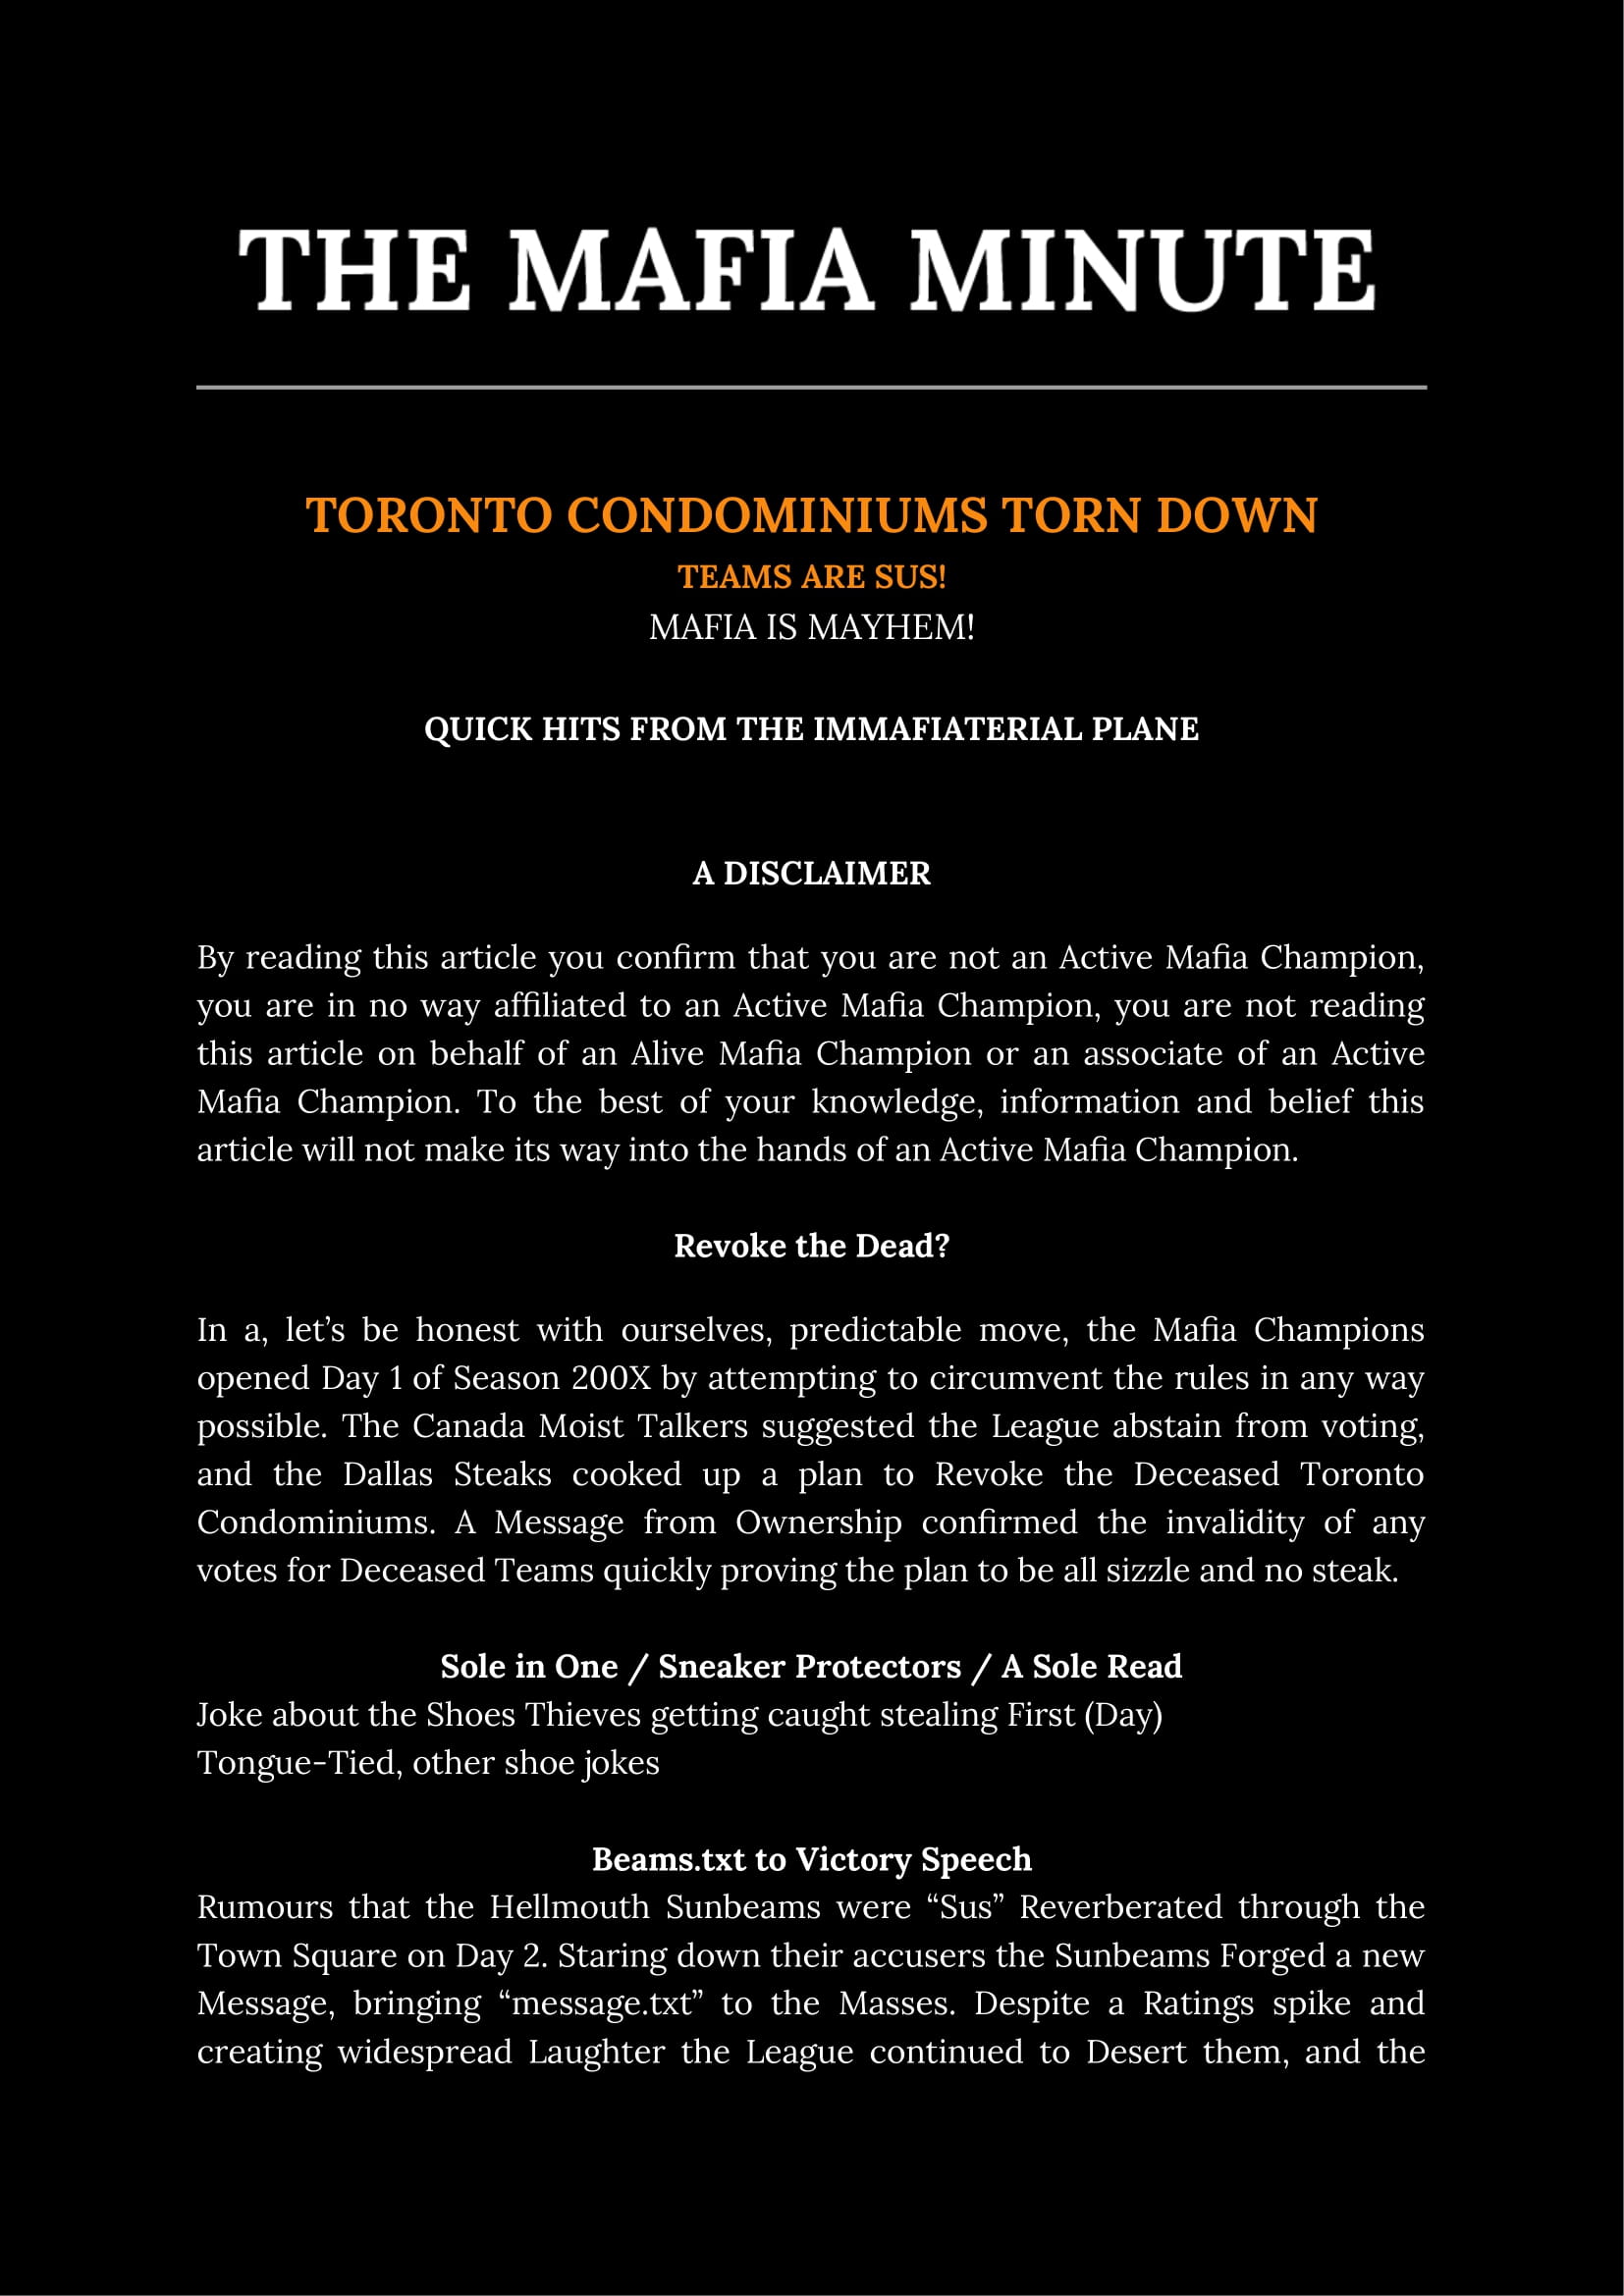 THE MAFIA MINUTE
TORONTO CONDOMINIUMS TORN DOWN
TEAMS ARE SUS!
MAFIA IS MAYHEM!
QUICK HITS FROM THE IMMAFIATERIAL PLANE
A DISCLAIMER
By reading this article you confirm that you are not an Active Mafia Champion,
you are in no way affiliated to an Active Mafia Champion, you are not reading
this article on behalf of an Alive Mafia Champion or an associate of an Active
Mafia Champion. To the best of your knowledge, information and belief this
article will not make its way into the hands of an Active Mafia Champion.
Revoke the Dead?
In a, let’s be honest with ourselves, predictable move, the Mafia Champions
opened Day 1 of Season 200X by attempting to circumvent the rules in any way
possible. The Canada Moist Talkers suggested the League abstain from voting,
and the Dallas Steaks cooked up a plan to Revoke the Deceased Toronto
Condominiums. A Message from Ownership confirmed the invalidity of any
votes for Deceased Teams quickly proving the plan to be all sizzle and no steak.
Sole in One / Sneaker Protectors / A Sole Read
Joke about the Shoes Thieves getting caught stealing First (Day)
Tongue-Tied, other shoe jokes
Beams.txt to Victory Speech
Rumours that the Hellmouth Sunbeams were “Sus” Reverberated through the
Town Square on Day 2. Staring down their accusers the Sunbeams Forged a new
Message, bringing “message.txt” to the Masses. Despite a Ratings spike and
creating widespread Laughter the League continued to Desert them, and the